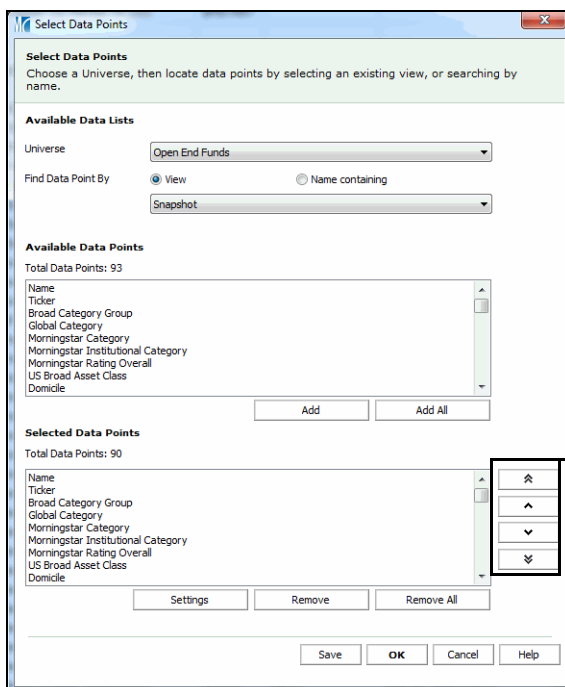 Select Data Points
x
Select Data Points
Choose a Universe, then locate data points by selecting an existing view, or searching by
name.
Available Data Lists
Universe Open End Funds
Find Data Point By View Name containing
Snapshot
Available Data Points
Total Data Points: 93
Name
Ticker
Broad Category Group
Global Category
Morningstar Category
Morningstar Institutional Category
Morningstar Rating Overall
US Broad Asset Class
Domicile
Add Add All
Selected Data Points
Total Data Points: 90
Name
Ticker
Broad Category Group
Global Category
Morningstar Category
Morningstar Institutional Category
Morningstar Rating Overall
US Broad Asset Class
Domicile
Settings Remove Remove All
Save OK Cancel Help